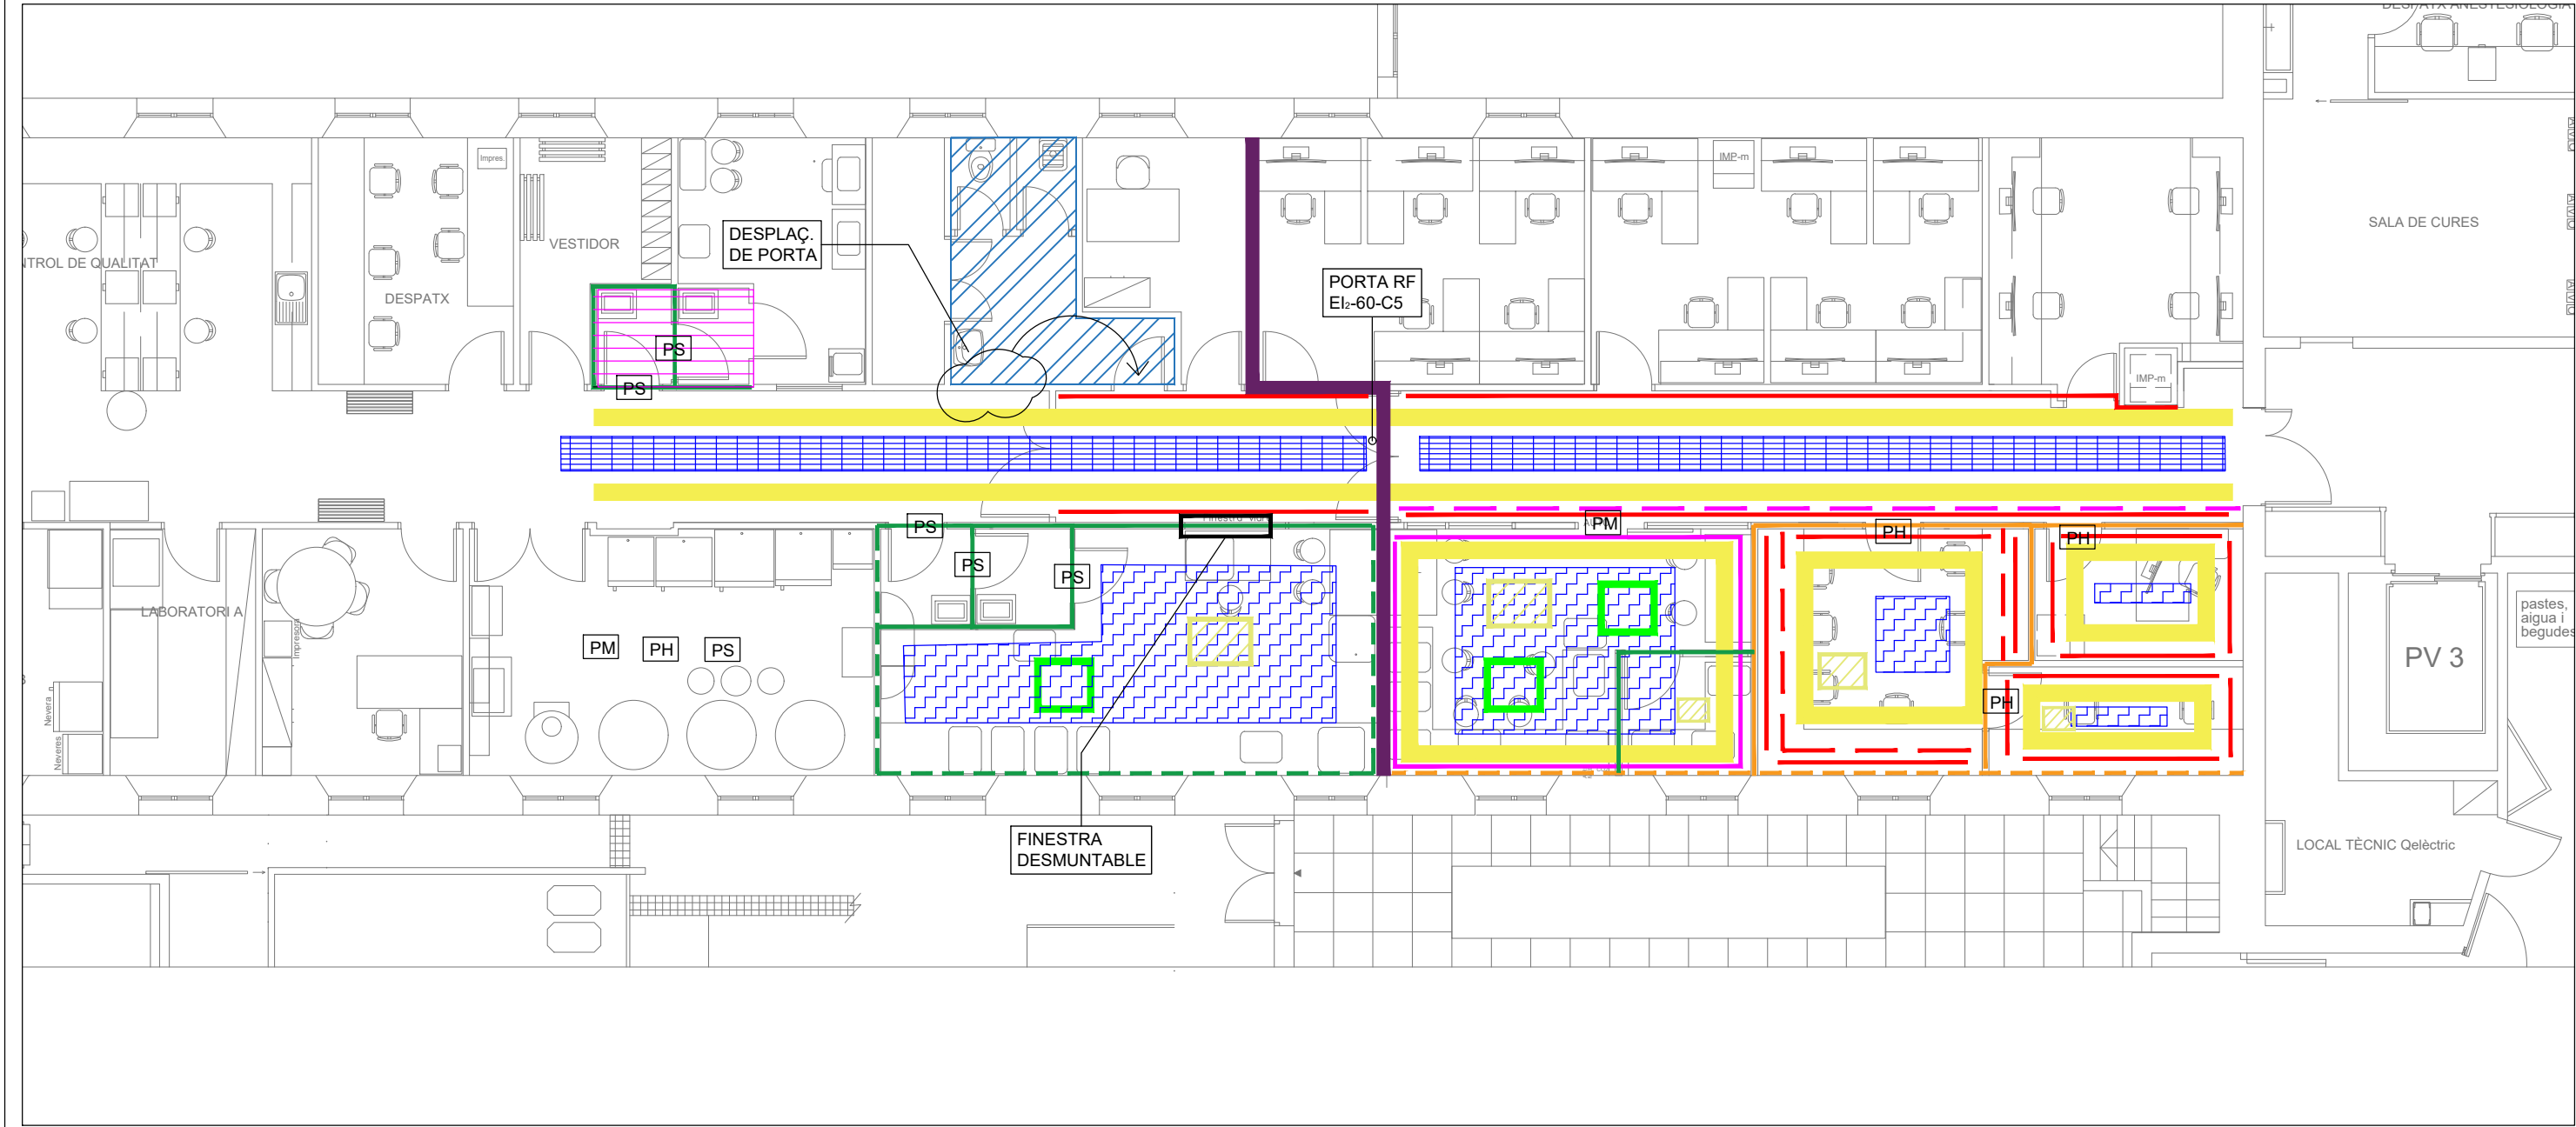 DESPATX ANESTESIOLOGIA
Impres.
IMP-m
VESTIDOR
DESPLAÇ.
DE PORTA
SALA DE CURES
NTROL DE QUALITAT
DESPATX
PORTA RF
EI₂-60-C5
PS
PS
IMP-m
PS
PM
PH
PH
PS
PS
LABORATORI A
Impresora
pastes,
aigua i
begudes
PM
PH
PS
PV 3
PH
Nevera
Neveres
FINESTRA
DESMUNTABLE
LOCAL TÈCNIC Qelèctric